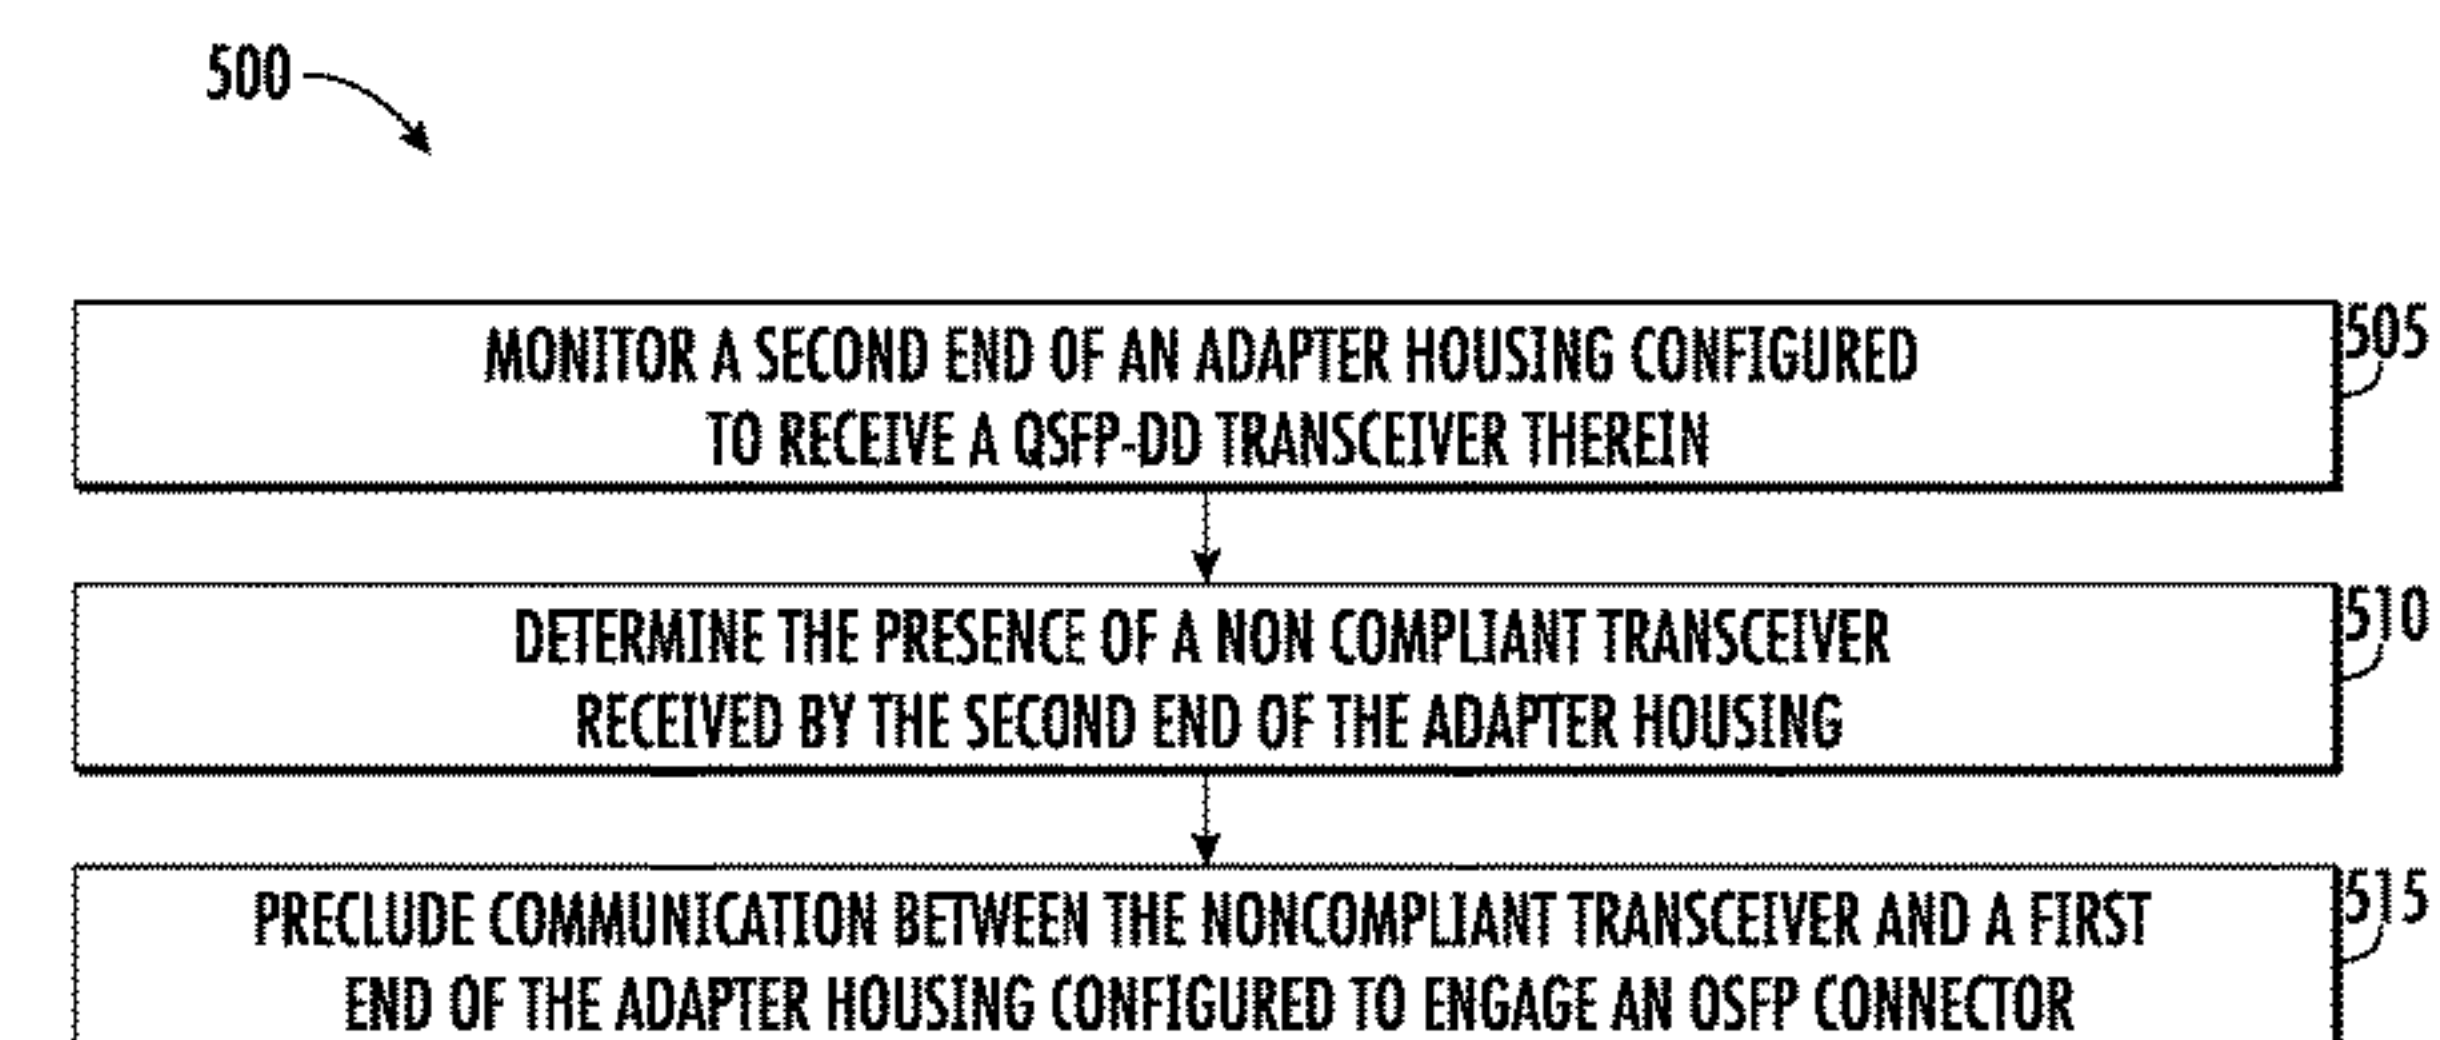 500
MONITOR A SECOND END OF AN ADAPTER HOUSING CONFIGURED
TO RECEIVE A QSFP-DD TRANSCEIVER THEREIN
505
DETERMINE THE PRESENCE OF A NON COMPLIANT TRANSCEIVER
RECEIVED BY THE SECOND END OF THE ADAPTER HOUSING
510
PRECLUDE COMMUNICATION BETWEEN THE NONCOMPLIANT TRANSCEIVER AND A FIRST
END OF THE ADAPTER HOUSING CONFIGURED TO ENGAGE AN OSFP CONNECTOR
515